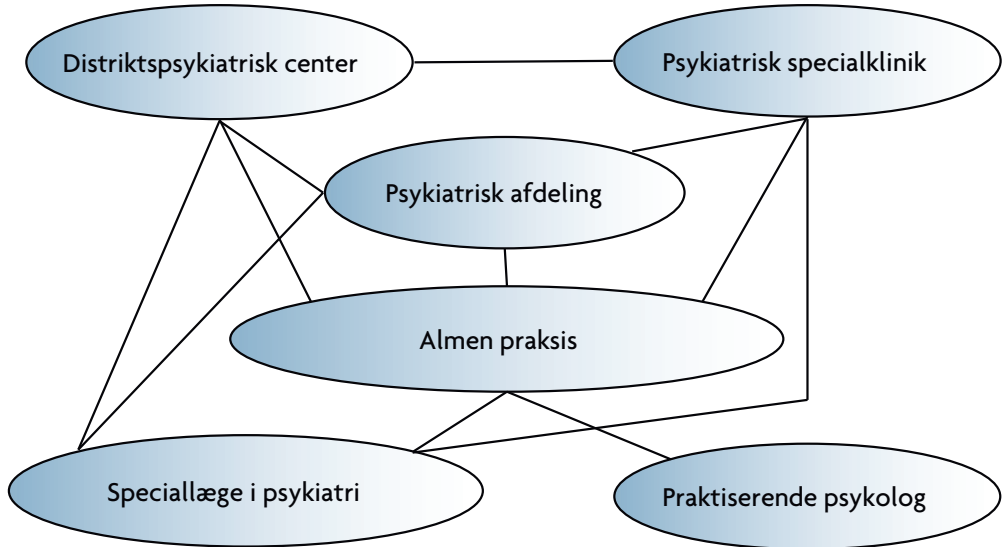 Distriktspsykiatrisk center
Psykiatrisk specialklinik
Psykiatrisk afdeling
Almen praksis
Speciallæge i psykiatri
Praktiserende psykolog